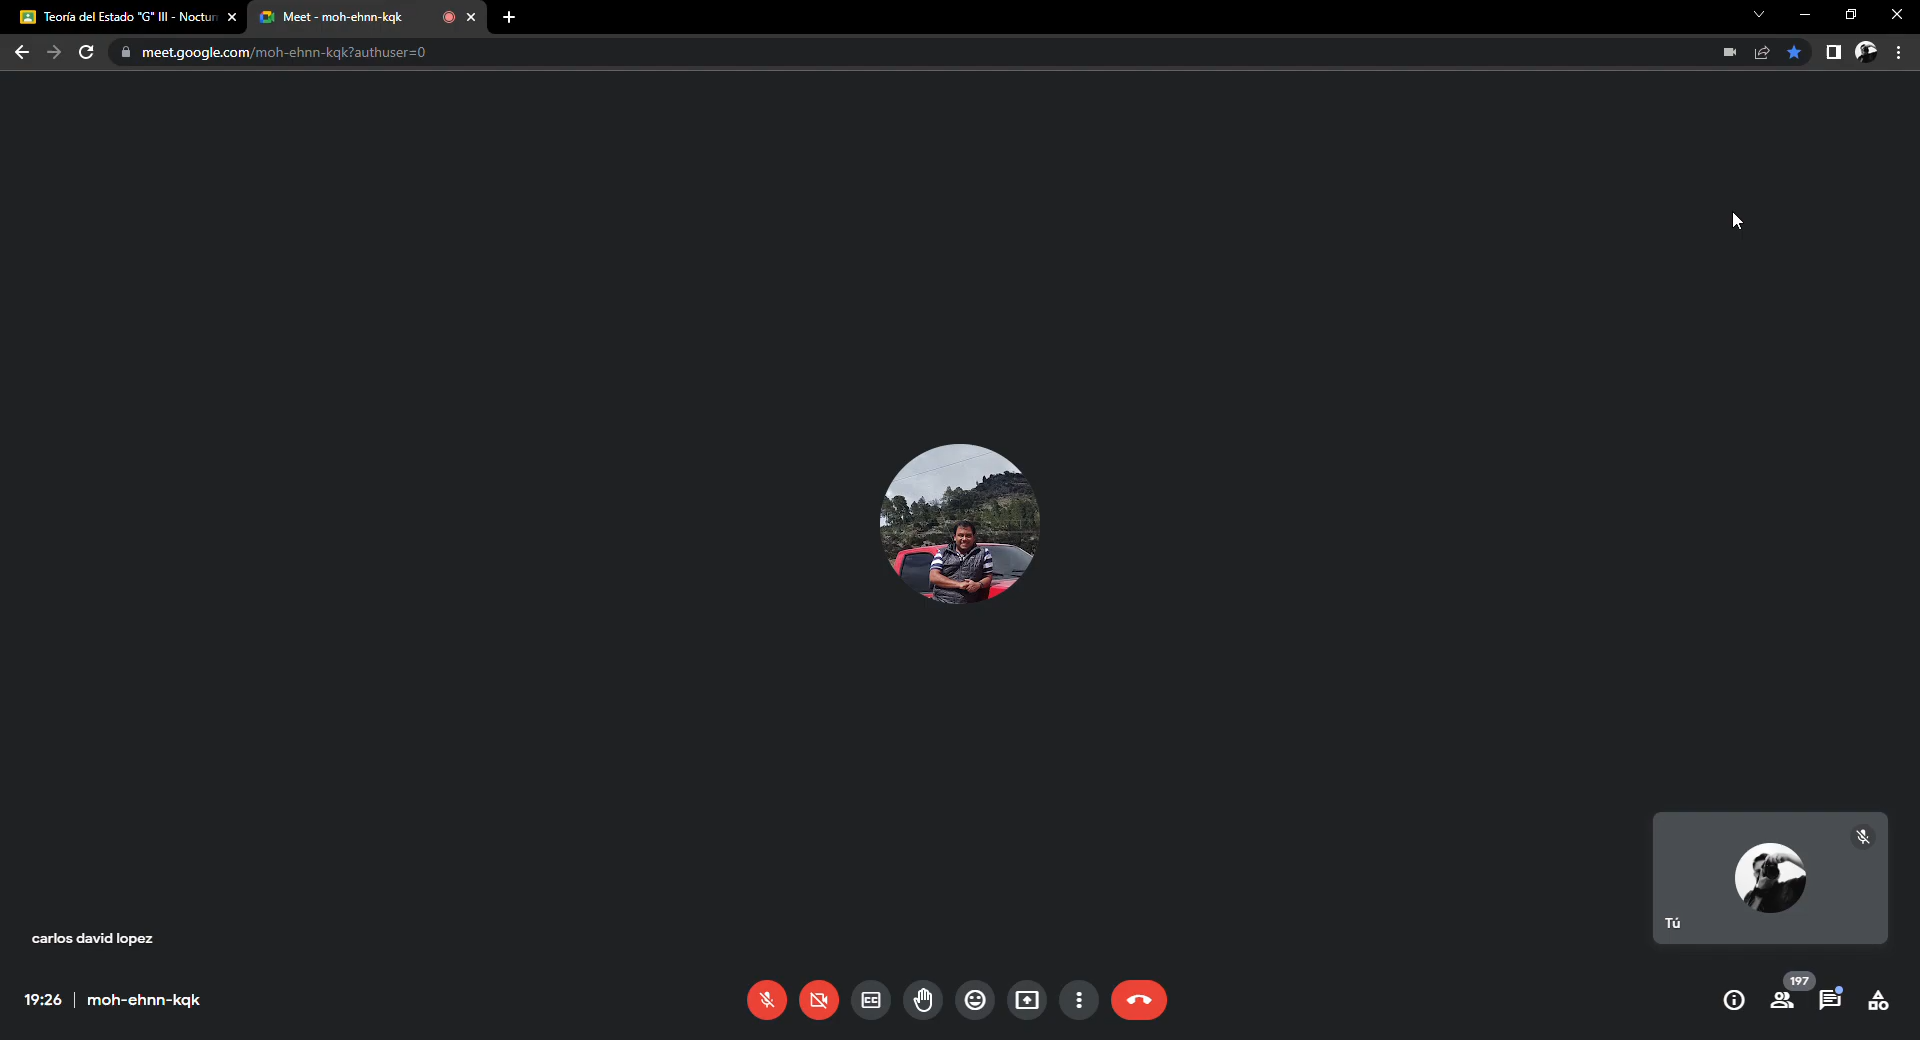 Teoría del Estado "G" III - Noctur
Meet - moh-ehnn-kqk
meet.google.com/moh-ehnn-kqk?authuser=0
Tú
carlos david lopez
197
19:26 | moh-ehnn-kqk
CC